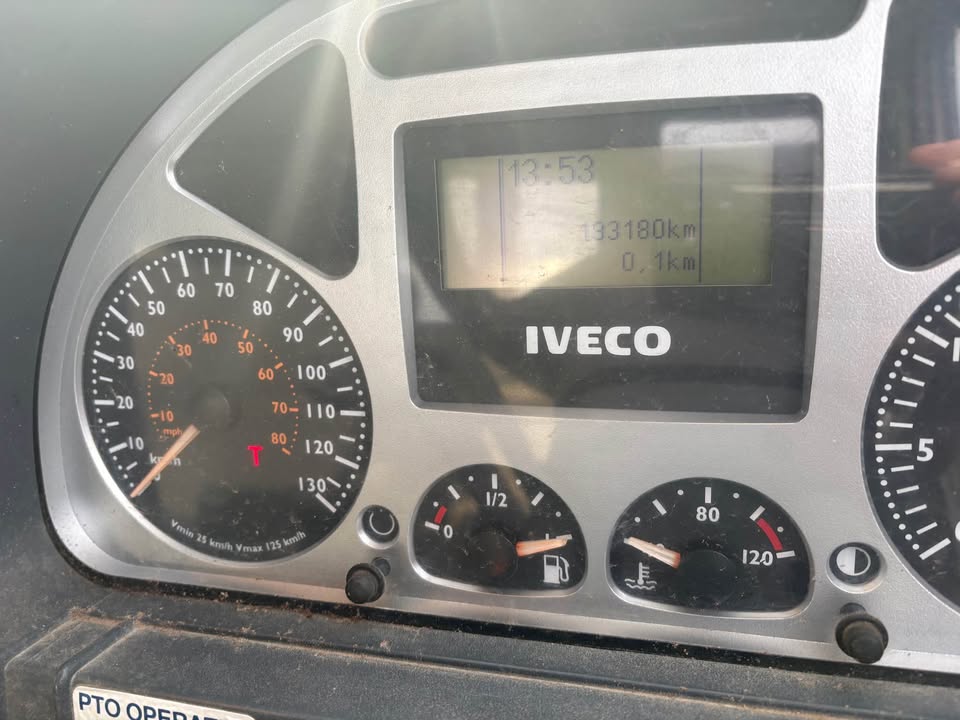 13:53
133180km
0,1km
IVECO
0 10 20 30 40 50 60 70 80 90 100 110 120 130
km/h
10 20 30 40 50 60 70 80
mph
T
Vmin 25 km/h Vmax 125 km/h
0 1/2
80 120
5
PTO OPERAT